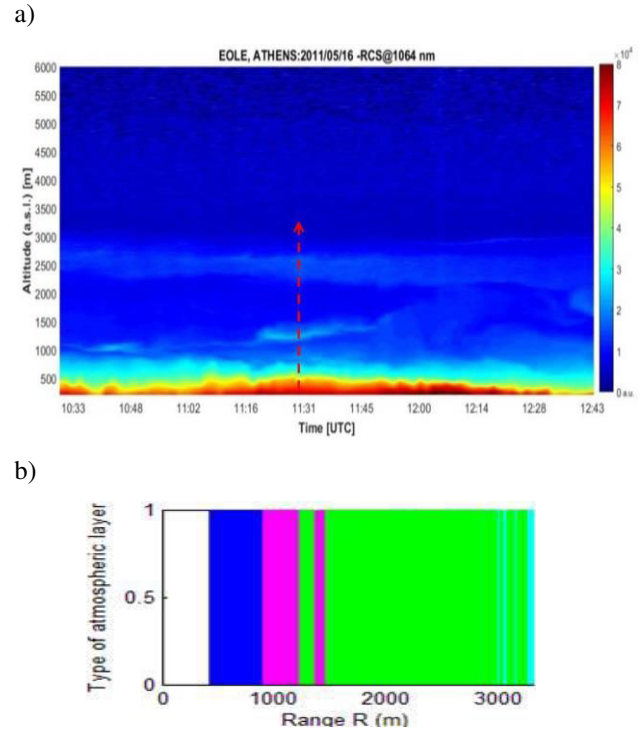 a)
EOLE, ATHENS:2011/05/16 -RCS@1064 nm
×10⁴
Altitude (a.s.l.) [m]
6000
5500
5000
4500
4000
3500
3000
2500
2000
1500
1000
500
8
7
6
5
4
3
2
1
0 a.u.
10:33 10:48 11:02 11:16 11:31 11:45 12:00 12:14 12:28 12:43
Time [UTC]
b)
Type of atmospheric layer
1
0.5
0
0 1000 2000 3000
Range R (m)